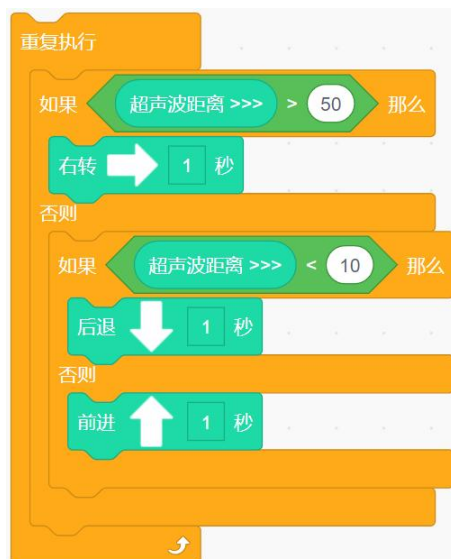 重复执行
如果 超声波距离 >>> > 50 那么
右转 1 秒
否则
如果 超声波距离 >>> < 10 那么
后退 1 秒
否则
前进 1 秒